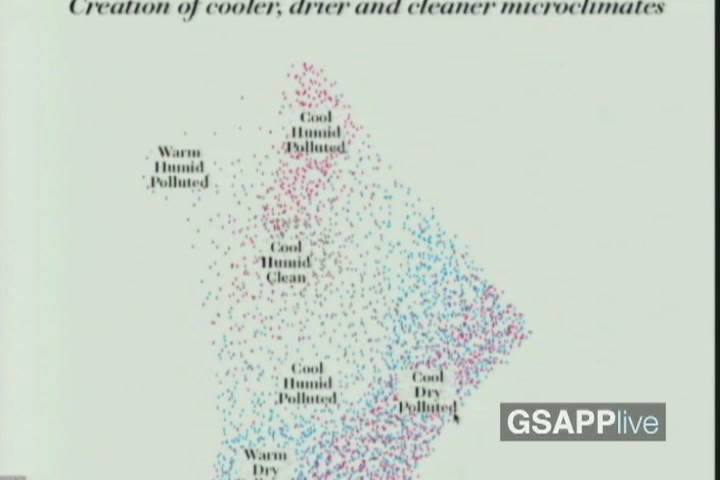 Creation of cooler, drier and cleaner microclimates
Cool
Humid
Polluted
Warm
Humid
Polluted
Cool
Humid
Clean
Cool
Humid
Polluted
Cool
Dry
Polluted
GSAPPlive
Warm
Dry